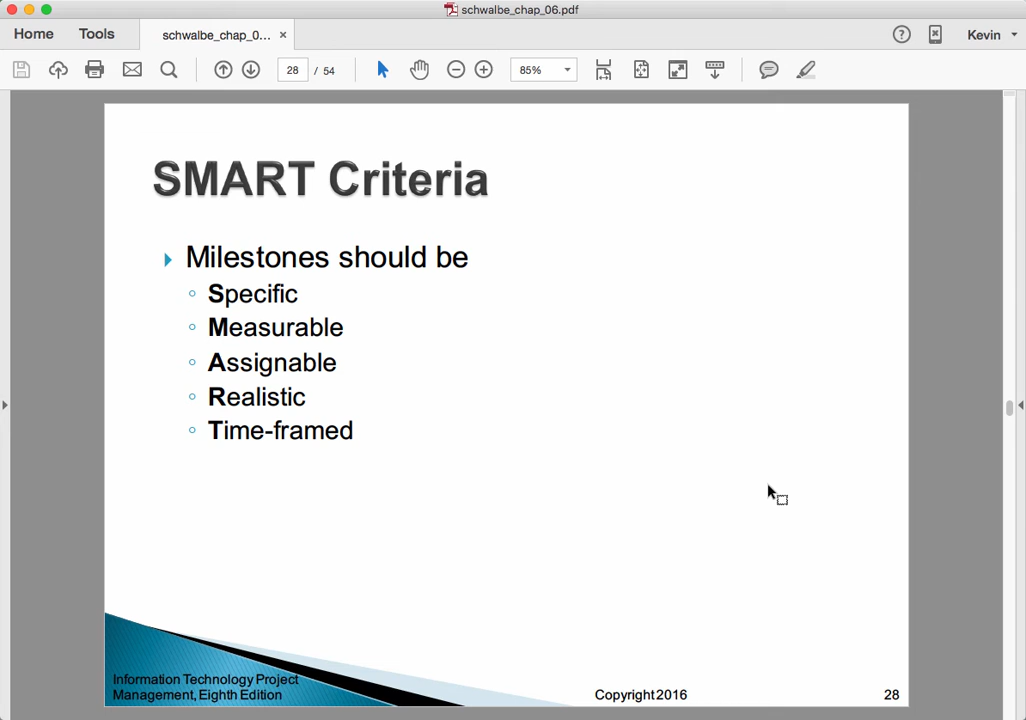 schwalbe_chap_06.pdf
Home Tools schwalbe_chap_0... × Kevin
28 / 54 85%
SMART Criteria
Milestones should be
Specific
Measurable
Assignable
Realistic
Time-framed
Information Technology Project
Management, Eighth Edition
Copyright 2016
28